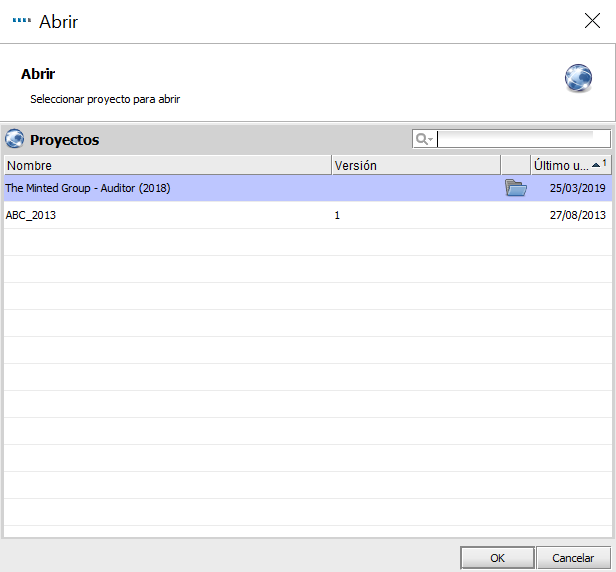 Abrir
Abrir
Seleccionar proyecto para abrir
Proyectos
Nombre Versión Último u... 1
The Minted Group - Auditor (2018) 25/03/2019
ABC_2013 1 27/08/2013
OK Cancelar